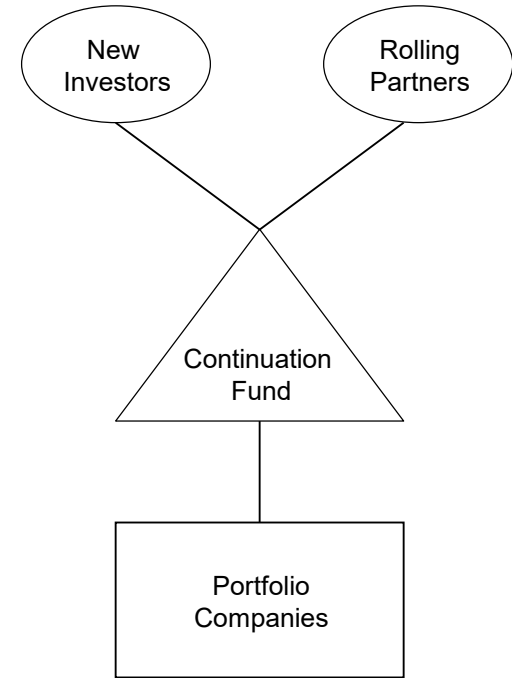 New
Investors
Rolling
Partners
Continuation
Fund
Portfolio
Companies